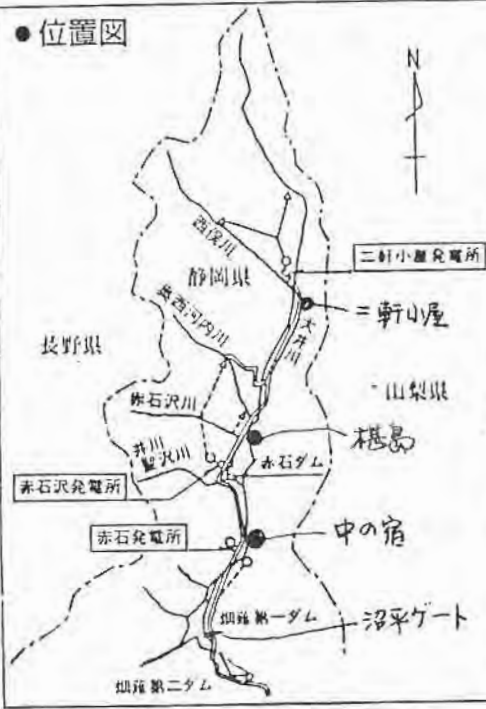 ●位置図
N
西俣川
二軒小屋発電所
静岡県
二軒小屋
大井川
奥西河内川
長野県
山梨県
赤石沢川
椹島
井川
聖沢川
赤石ダム
赤石沢発電所
中の宿
赤石発電所
畑薙第一ダム
沼平ゲート
畑薙第二ダム